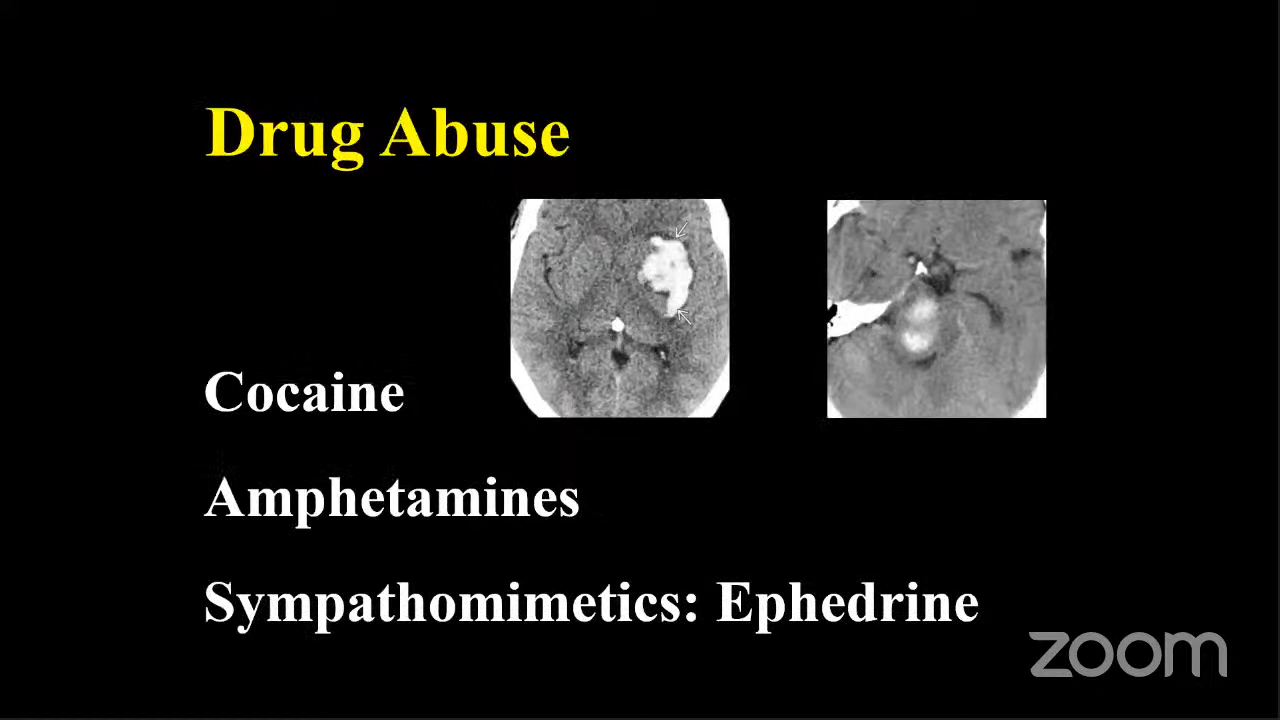 Drug Abuse
Cocaine
Amphetamines
Sympathomimetics: Ephedrine
zoom